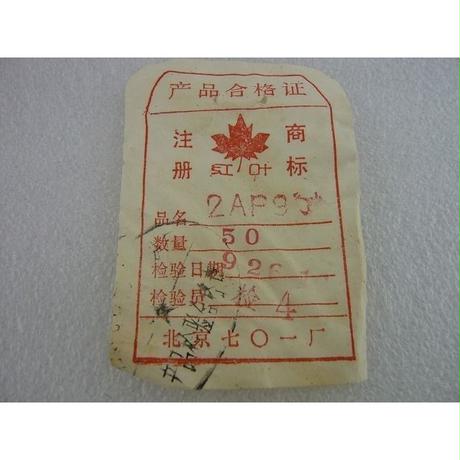 产品合格证
注册 商标
红叶
品名 2AP9
数量 50
检验日期 92 6
检验员 4
北京七〇一厂